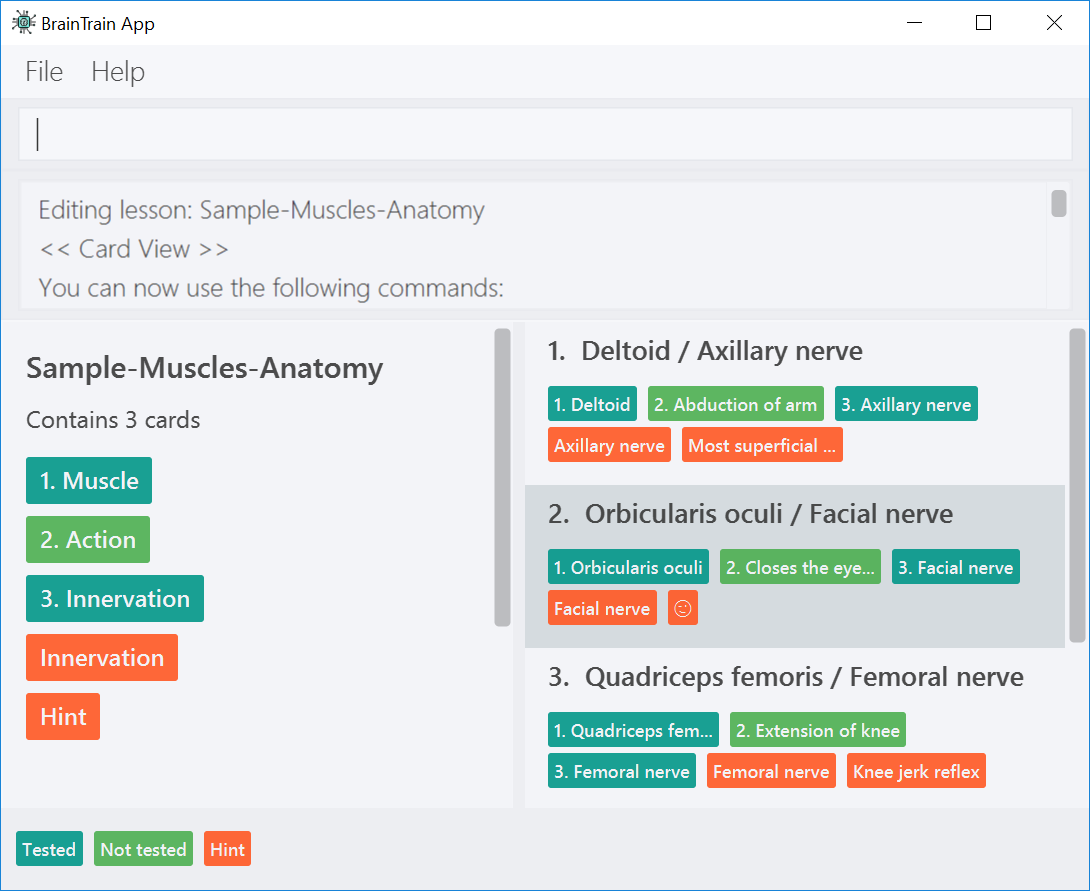 BrainTrain App
File Help
Editing lesson: Sample-Muscles-Anatomy
<< Card View >>
You can now use the following commands:
Sample-Muscles-Anatomy
Contains 3 cards
1. Muscle
2. Action
3. Innervation
Innervation
Hint
1. Deltoid / Axillary nerve
1. Deltoid 2. Abduction of arm 3. Axillary nerve
Axillary nerve Most superficial ...
2. Orbicularis oculi / Facial nerve
1. Orbicularis oculi 2. Closes the eye... 3. Facial nerve
Facial nerve
3. Quadriceps femoris / Femoral nerve
1. Quadriceps fem... 2. Extension of knee
3. Femoral nerve Femoral nerve Knee jerk reflex
Tested Not tested Hint